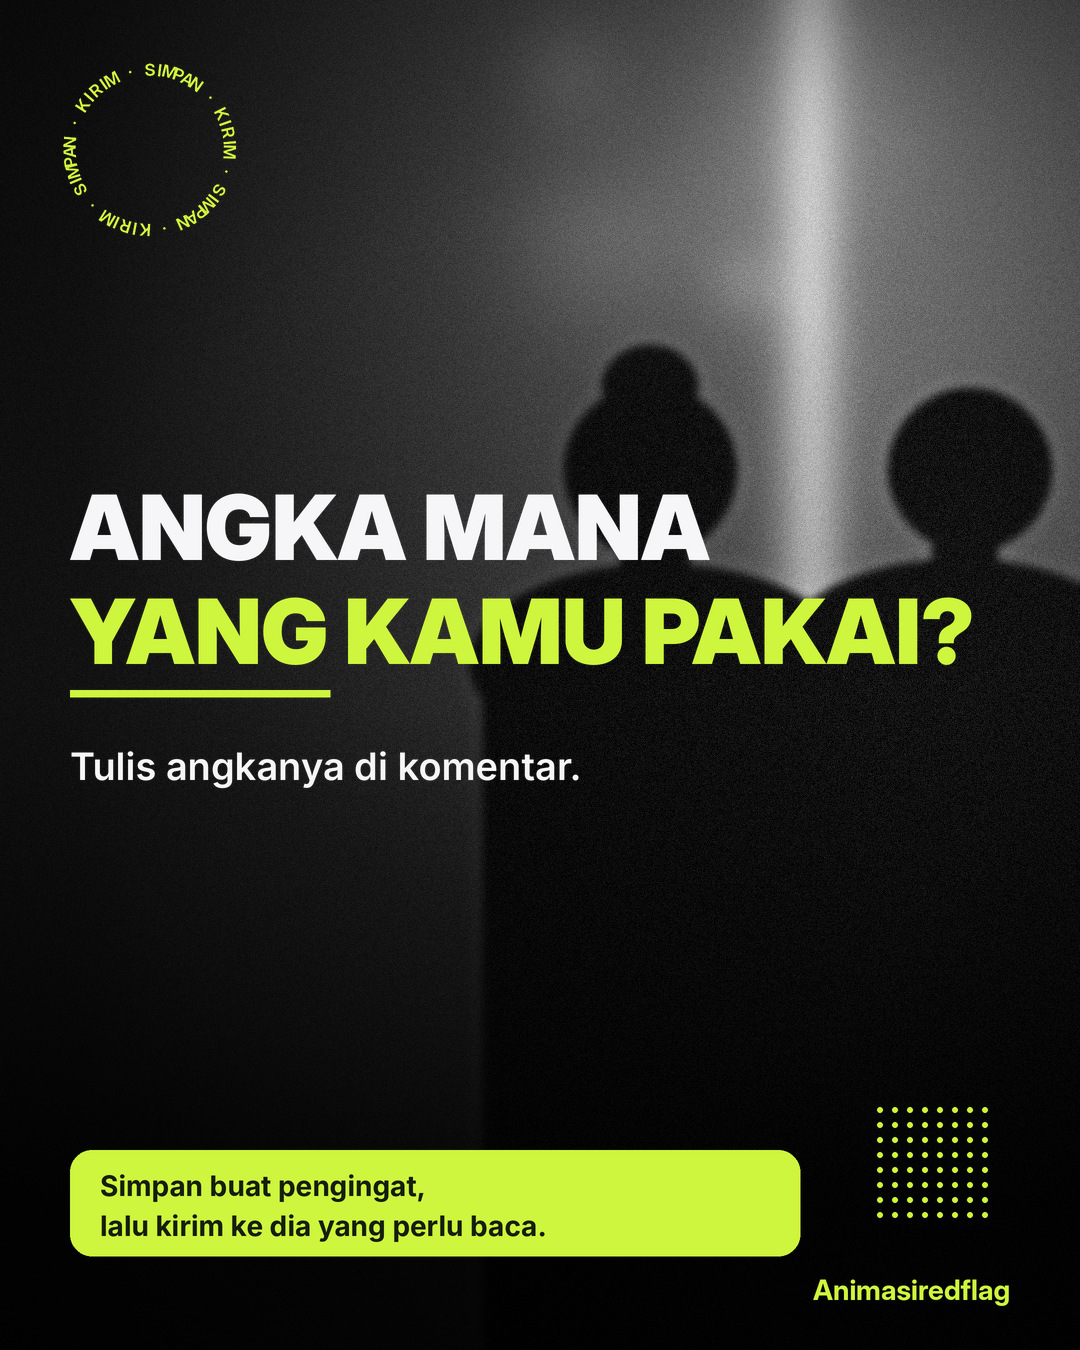 SIMPAN · KIRIM · SIMPAN · KIRIM · SIMPAN · KIRIM ·
ANGKA MANA
YANG KAMU PAKAI?
Tulis angkanya di komentar.
Simpan buat pengingat,
lalu kirim ke dia yang perlu baca.
Animasiredflag